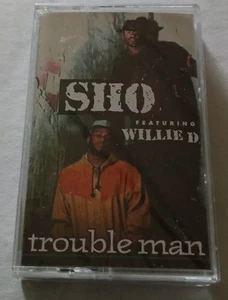 SHO
FEATURING
WILLIE D
trouble man